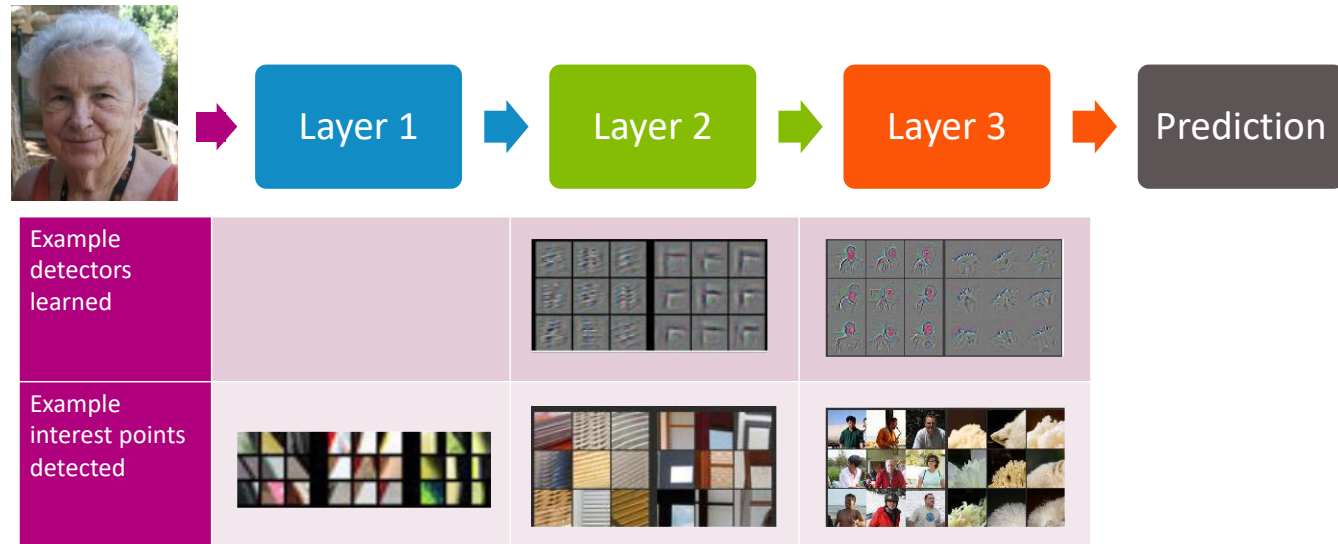 Layer 1
Layer 2
Layer 3
Prediction
Example
detectors
learned
Example
interest points
detected